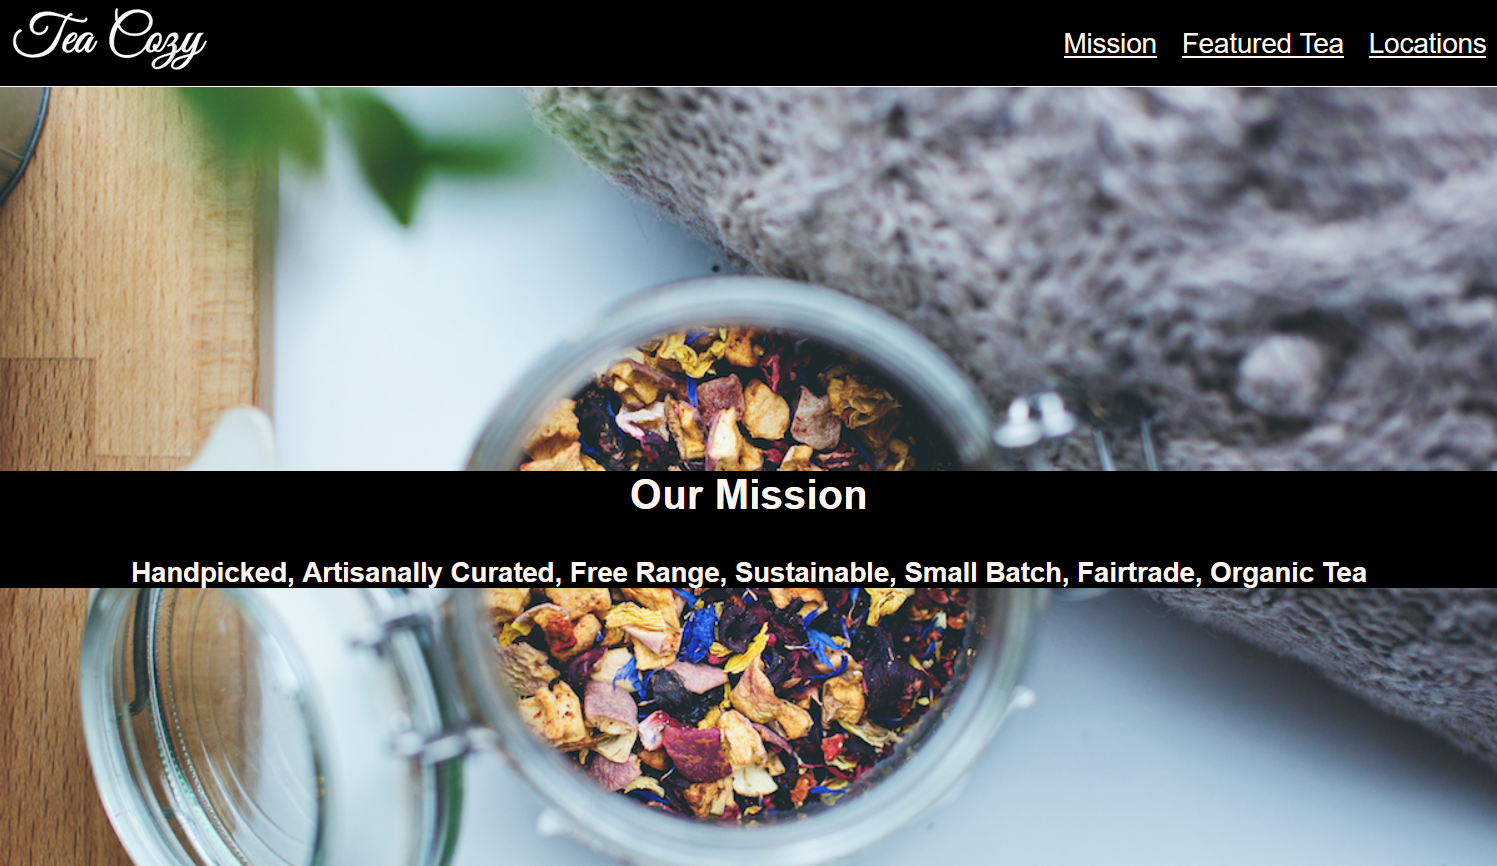 Tea Cozy
Mission Featured Tea Locations
Our Mission
Handpicked, Artisanally Curated, Free Range, Sustainable, Small Batch, Fairtrade, Organic Tea